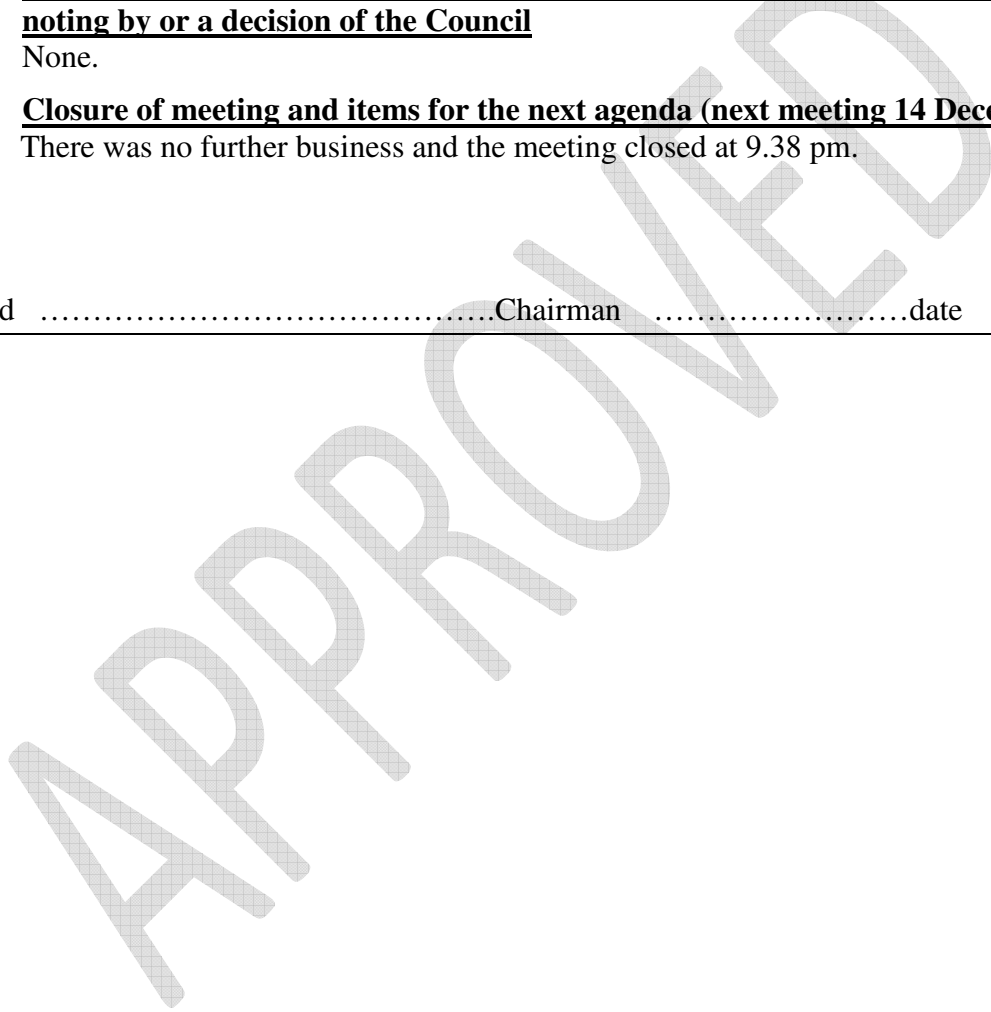 noting by or a decision of the Council
None.
Closure of meeting and items for the next agenda (next meeting 14 Dec
There was no further business and the meeting closed at 9.38 pm.
d …………………………………….Chairman ……………………date
APPROVED